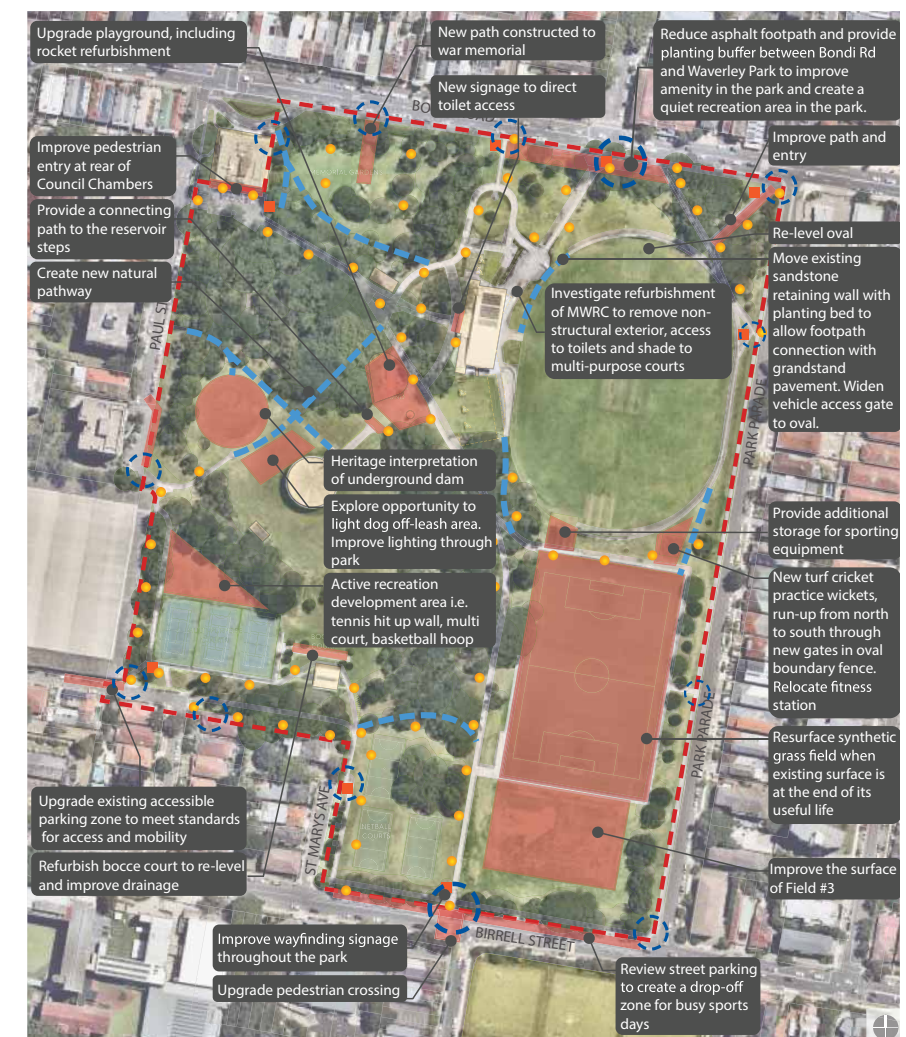 Upgrade playground, including
rocket refurbishment
New path constructed to
war memorial
New signage to direct
toilet access
Reduce asphalt footpath and provide
planting buffer between Bondi Rd
and Waverley Park to improve
amenity in the park and create a
quiet recreation area in the park.
Improve path and
entry
Improve pedestrian
entry at rear of
Council Chambers
Provide a connecting
path to the reservoir
steps
Create new natural
pathway
Re-level oval
Move existing
sandstone
retaining wall with
planting bed to
allow footpath
connection with
grandstand
pavement. Widen
vehicle access gate
to oval.
Investigate refurbishment
of MWRC to remove non-
structural exterior, access
to toilets and shade to
multi-purpose courts
PAUL ST
PARK PARADE
Heritage interpretation
of underground dam
Explore opportunity to
light dog off-leash area.
Improve lighting through
park
Active recreation
development area i.e.
tennis hit up wall, multi
court, basketball hoop
Provide additional
storage for sporting
equipment
New turf cricket
practice wickets,
run-up from north
to south through
new gates in oval
boundary fence.
Relocate fitness
station
PARK PARADE
Resurface synthetic
grass field when
existing surface is
at the end of its
useful life
Upgrade existing accessible
parking zone to meet standards
for access and mobility
Refurbish bocce court to re-level
and improve drainage
ST MARYS AVE
NETBALL
COURTS
Improve the surface
of Field #3
Improve wayfinding signage
throughout the park
Upgrade pedestrian crossing
BIRRELL STREET
Review street parking
to create a drop-off
zone for busy sports
days